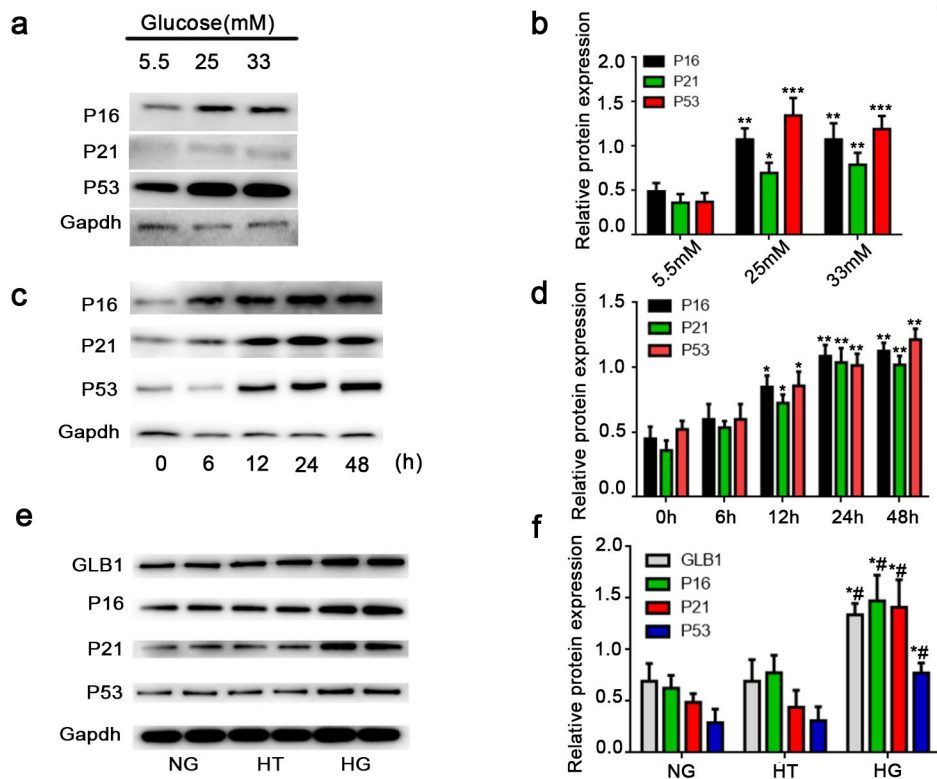 a
Glucose(mM)
5.5 25 33
P16
P21
P53
Gapdh
b
Relative protein expression
2.0
1.5
1.0
0.5
0.0
P16
P21
P53
** * ***
** ** ***
5.5mM 25mM 33mM
c
P16
P21
P53
Gapdh
0 6 12 24 48 (h)
d
Relative protein expression
2.0
1.5
1.0
0.5
0.0
P16
P21
P53
* * *
** ** **
** ** **
0h 6h 12h 24h 48h
e
GLB1
P16
P21
P53
Gapdh
NG HT HG
f
Relative protein expression
2.0
1.5
1.0
0.5
0.0
GLB1
P16
P21
P53
*# *# *# *#
NG HT HG